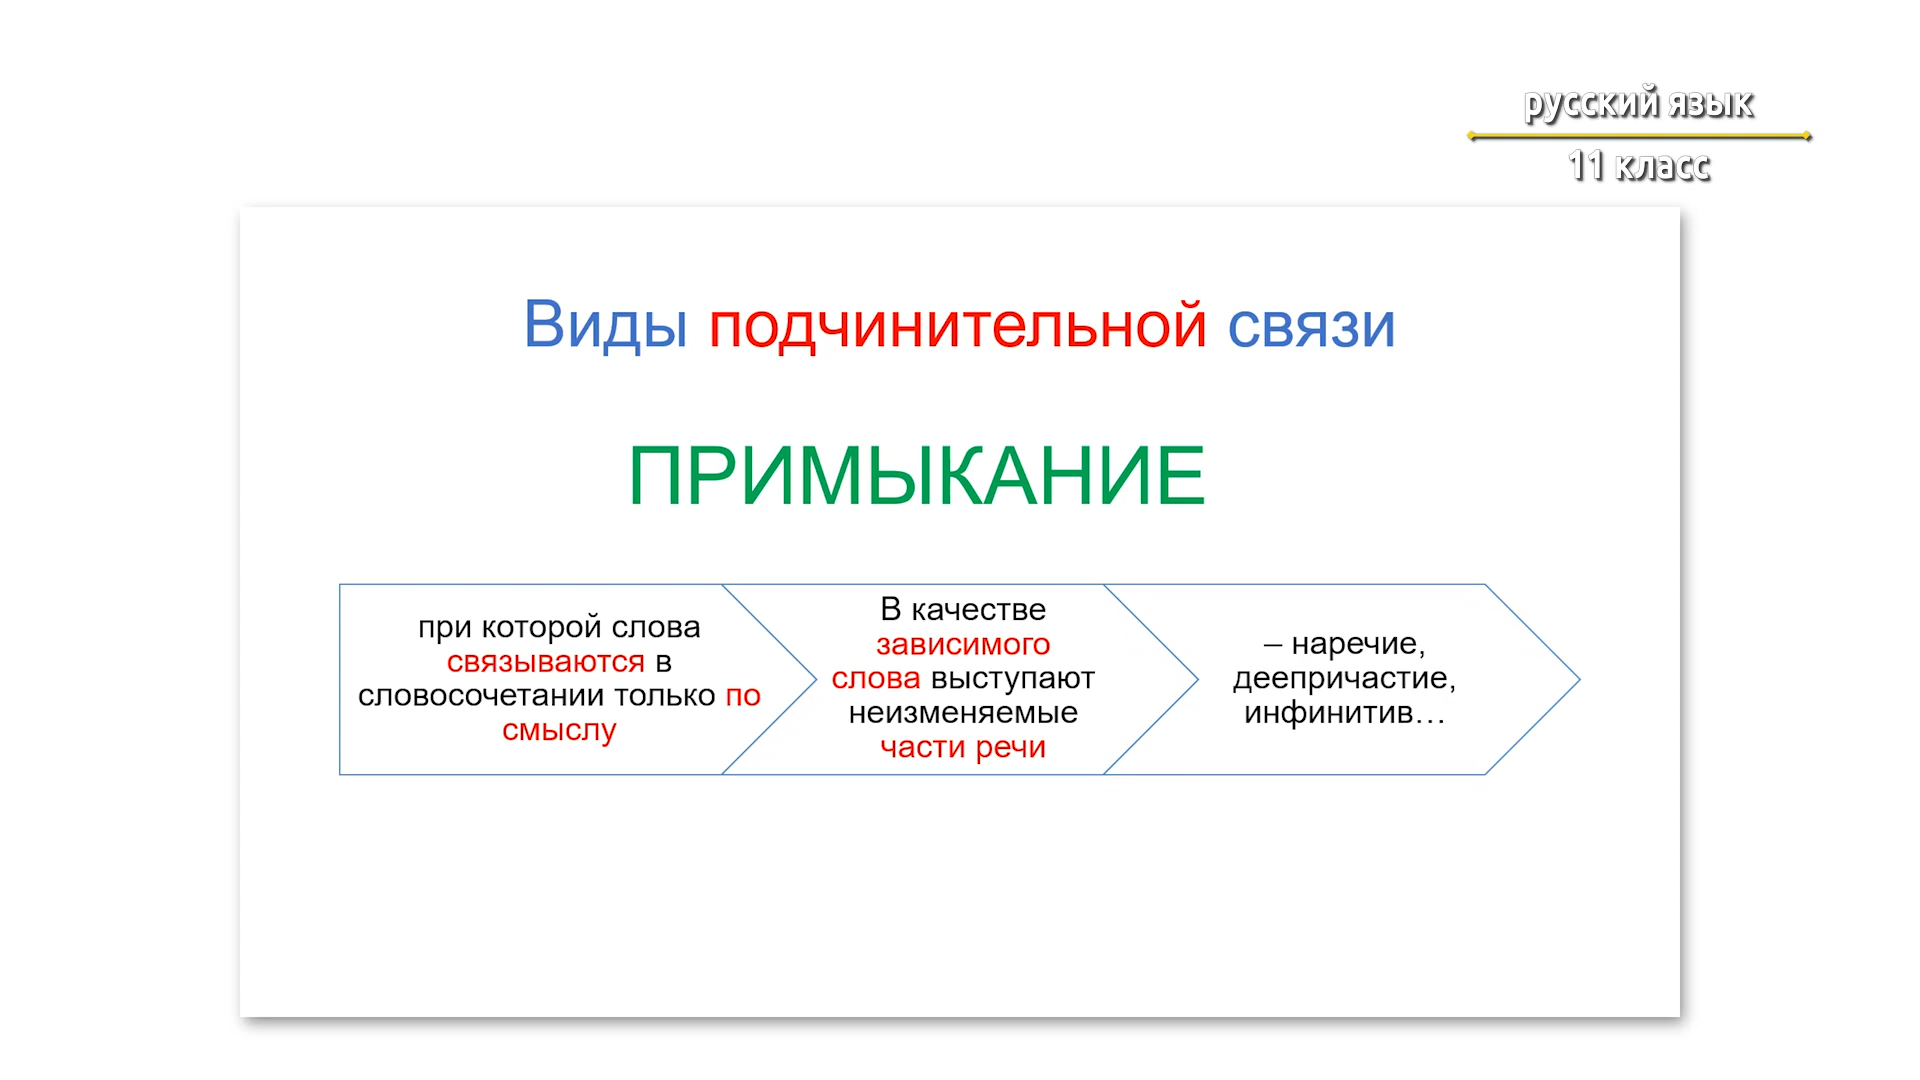 русский язык
11 класс
Виды подчинительной связи
ПРИМЫКАНИЕ
при которой слова
связываются в
словосочетании только по
смыслу
В качестве
зависимого
слова выступают
неизменяемые
части речи
– наречие,
деепричастие,
инфинитив…